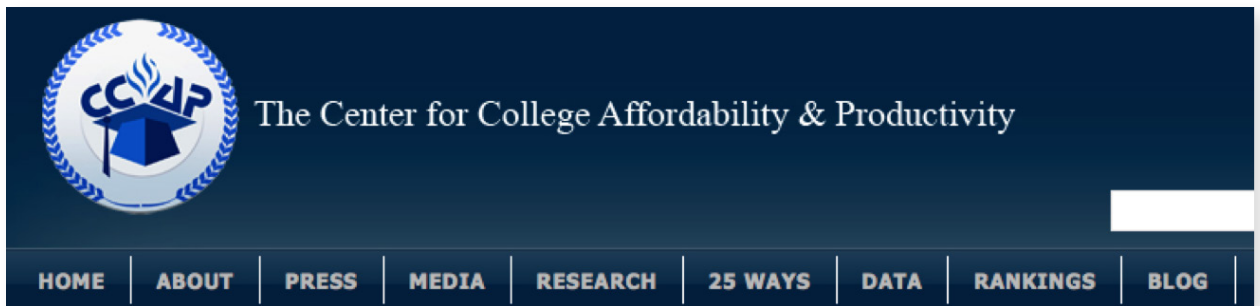 CCAP
The Center for College Affordability & Productivity
HOME ABOUT PRESS MEDIA RESEARCH 25 WAYS DATA RANKINGS BLOG